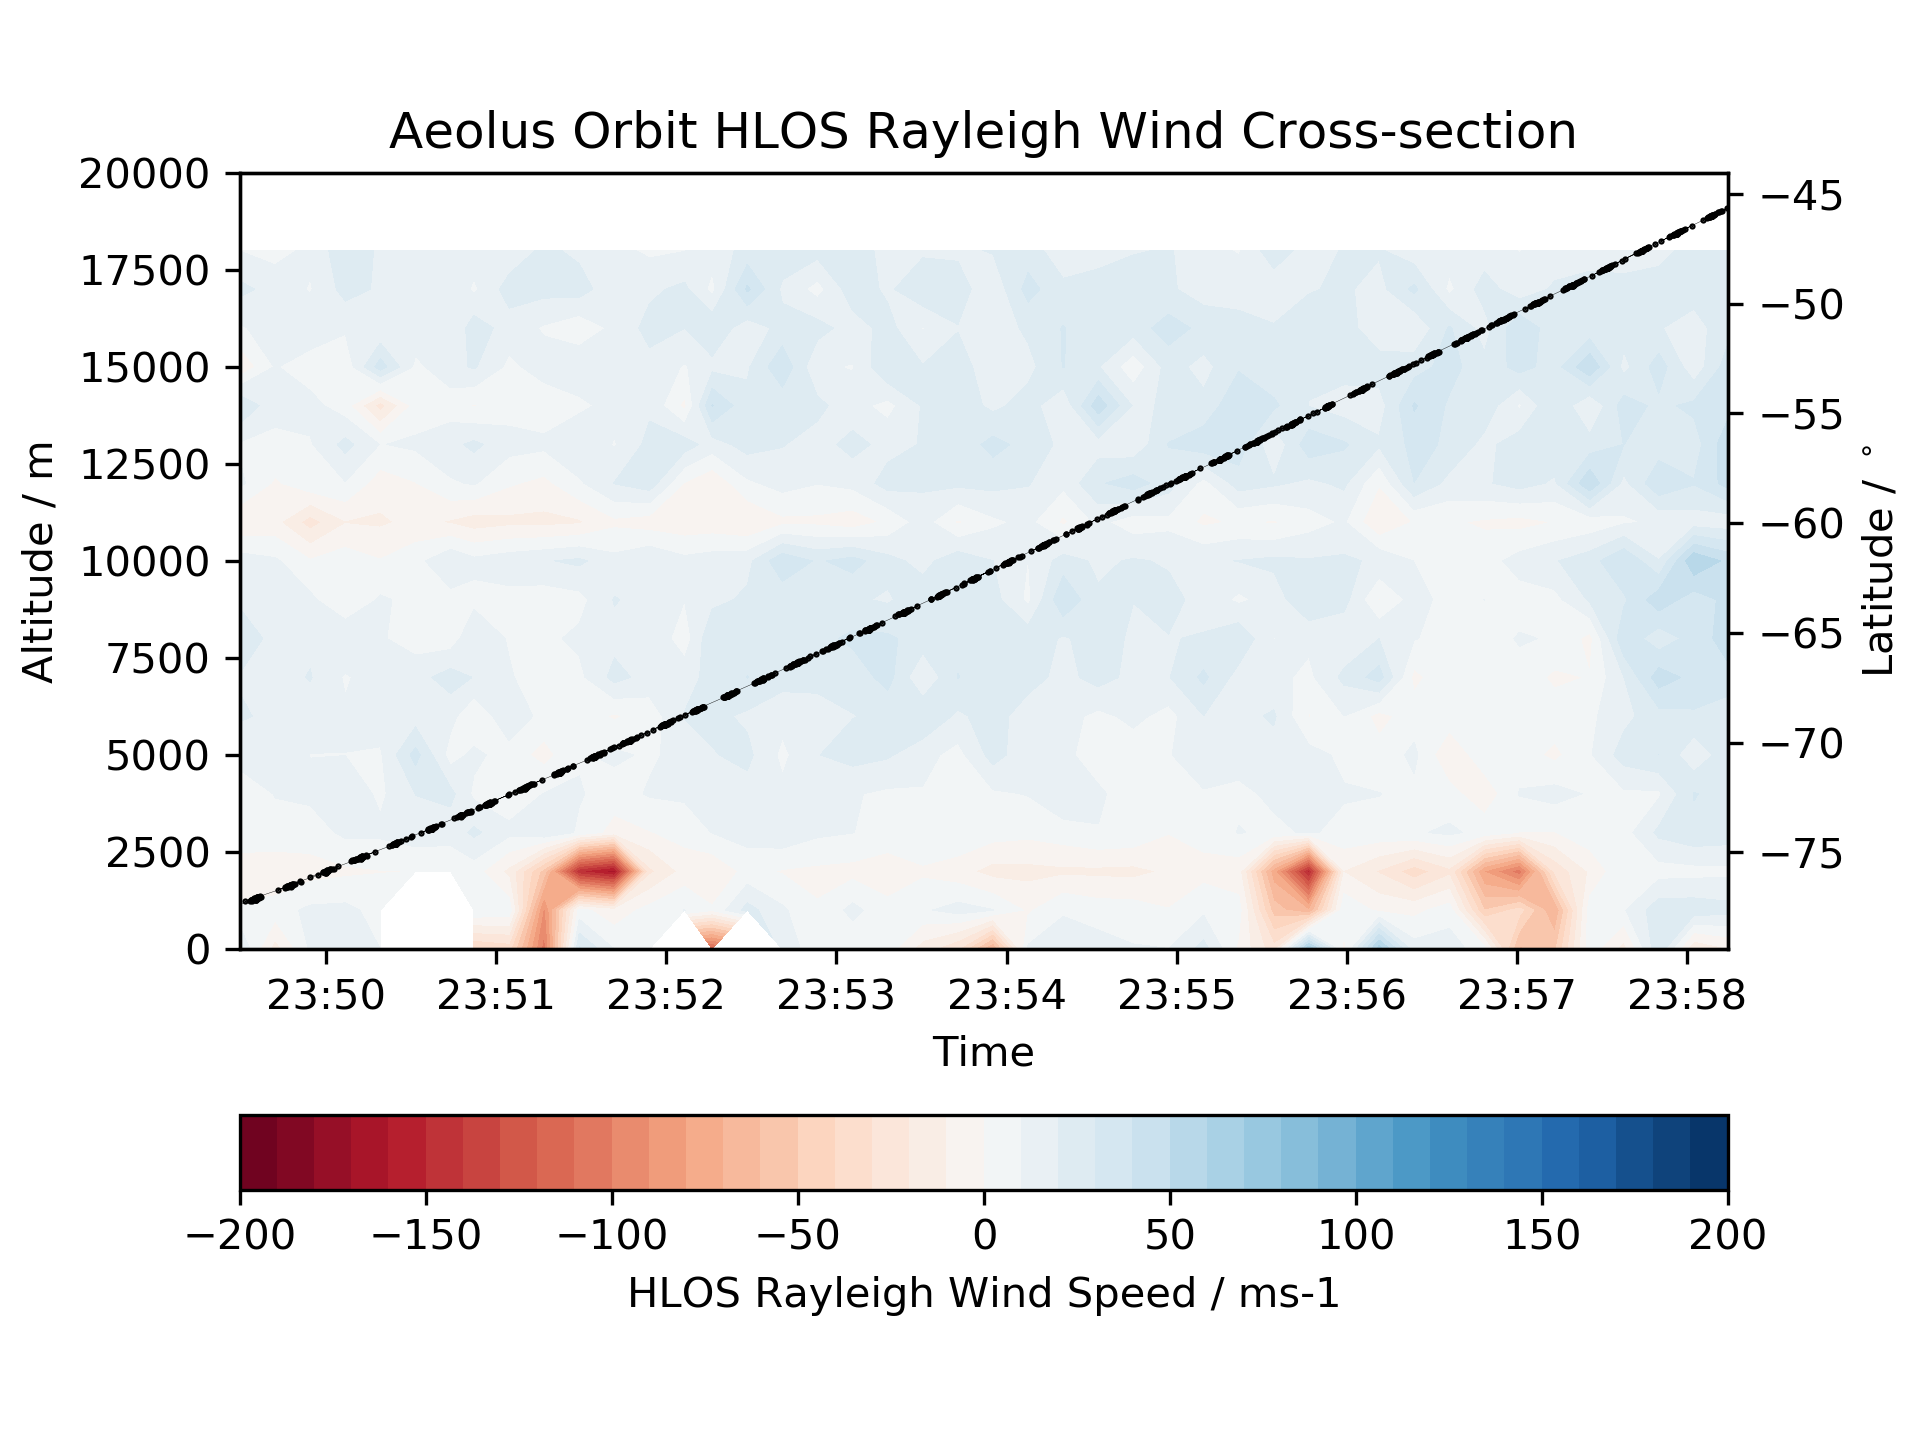 Aeolus Orbit HLOS Rayleigh Wind Cross-section
20000
17500
15000
12500
10000
7500
5000
2500
0
Altitude / m
−45
−50
−55
−60
−65
−70
−75
Latitude / °
23:50 23:51 23:52 23:53 23:54 23:55 23:56 23:57 23:58
Time
−200 −150 −100 −50 0 50 100 150 200
HLOS Rayleigh Wind Speed / ms-1